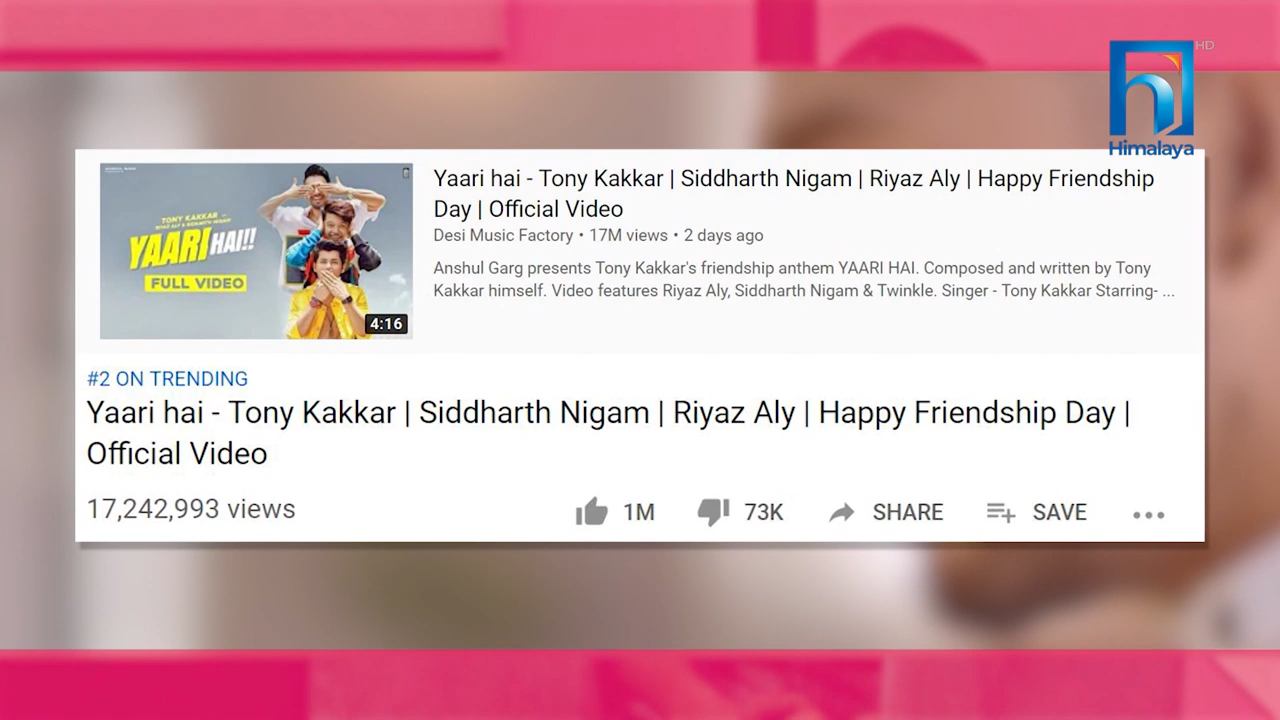 HD
Himalaya
TONY KAKKAR
YAARI HAI!!
FULL VIDEO
4:16
Yaari hai - Tony Kakkar | Siddharth Nigam | Riyaz Aly | Happy Friendship
Day | Official Video
Desi Music Factory • 17M views • 2 days ago
Anshul Garg presents Tony Kakkar's friendship anthem YAARI HAI. Composed and written by Tony
Kakkar himself. Video features Riyaz Aly, Siddharth Nigam & Twinkle. Singer - Tony Kakkar Starring- ...
#2 ON TRENDING
Yaari hai - Tony Kakkar | Siddharth Nigam | Riyaz Aly | Happy Friendship Day |
Official Video
17,242,993 views 1M 73K SHARE SAVE